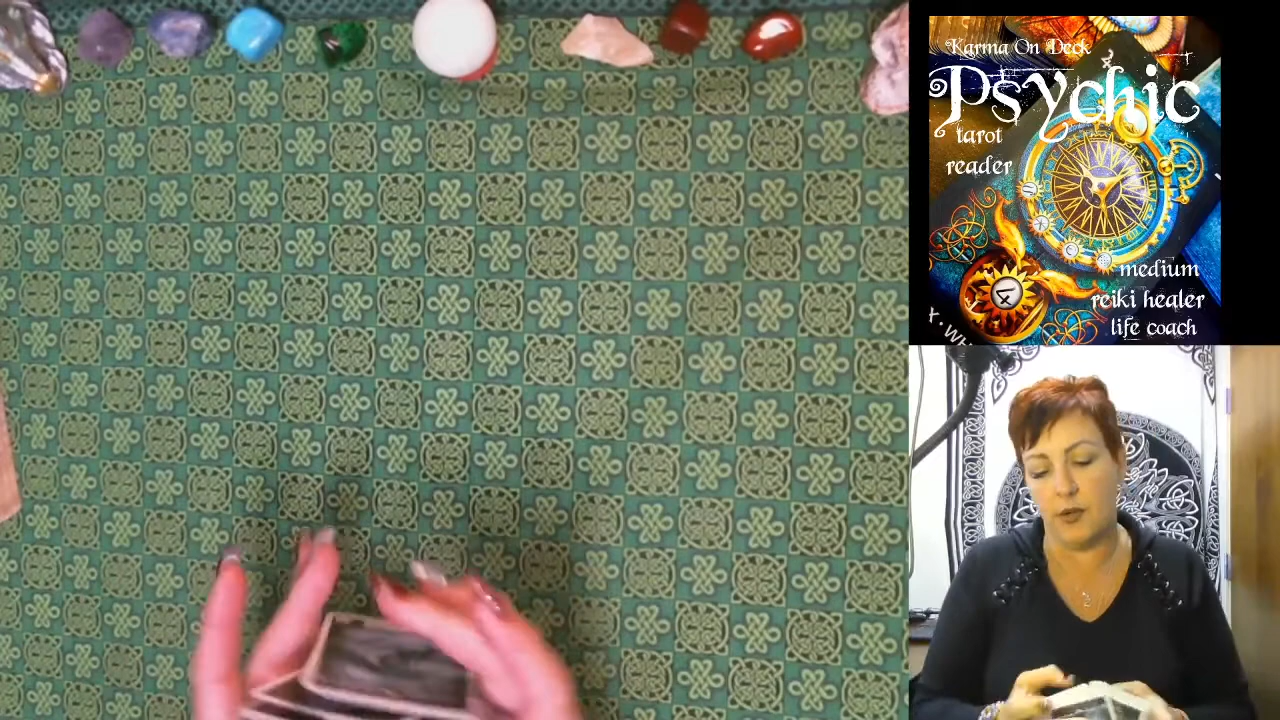 Karma On Deck
Psychic
tarot
reader
medium
reiki healer
life coach